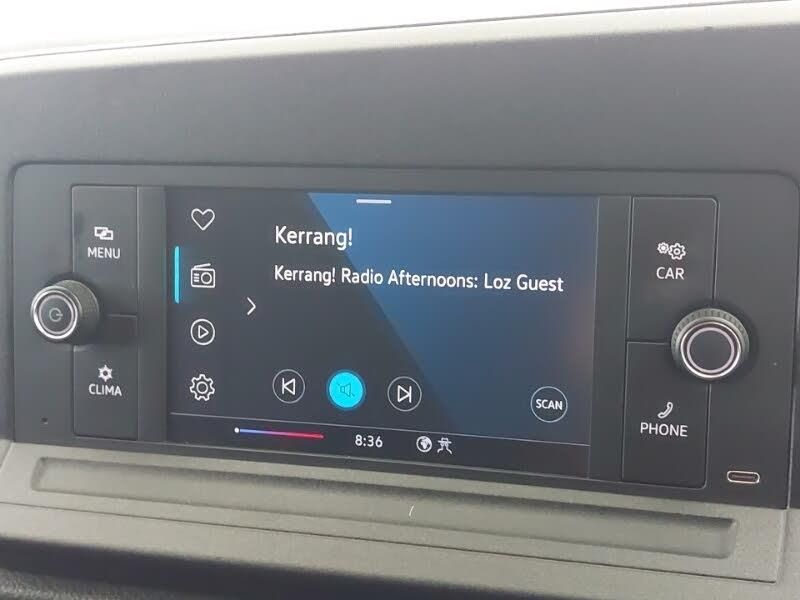 MENU
CLIMA
Kerrang!
Kerrang! Radio Afternoons: Loz Guest
SCAN
8:36
CAR
PHONE